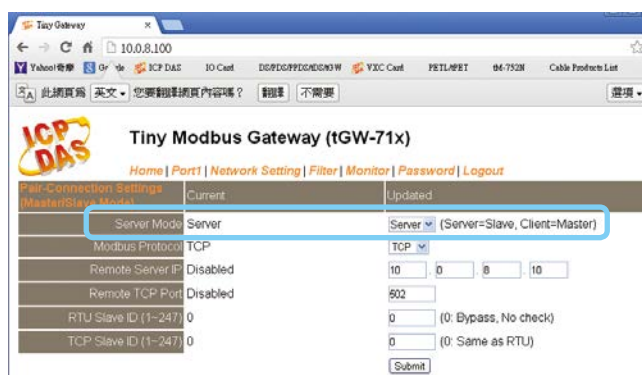 Tiny Gateway
10.0.8.100
Yahoo!奇摩 ICP DAS IO Card VXC Card PETL/tPET tM-752N Cable Products List
此網頁為 英文 您要翻譯網頁內容嗎? 翻譯 不需要 選項
ICP DAS Tiny Modbus Gateway (tGW-71x)
Home | Port1 | Network Setting | Filter | Monitor | Password | Logout
Pair-Connection Settings (Master/Slave Mode) Current Updated
Server Mode Server Server (Server=Slave, Client=Master)
Modbus Protocol TCP TCP
Remote Server IP Disabled 10 . 0 . 8 . 10
Remote TCP Port Disabled 502
RTU Slave ID (1~247) 0 0 (0: Bypass, No check)
TCP Slave ID (1~247) 0 0 (0: Same as RTU)
Submit